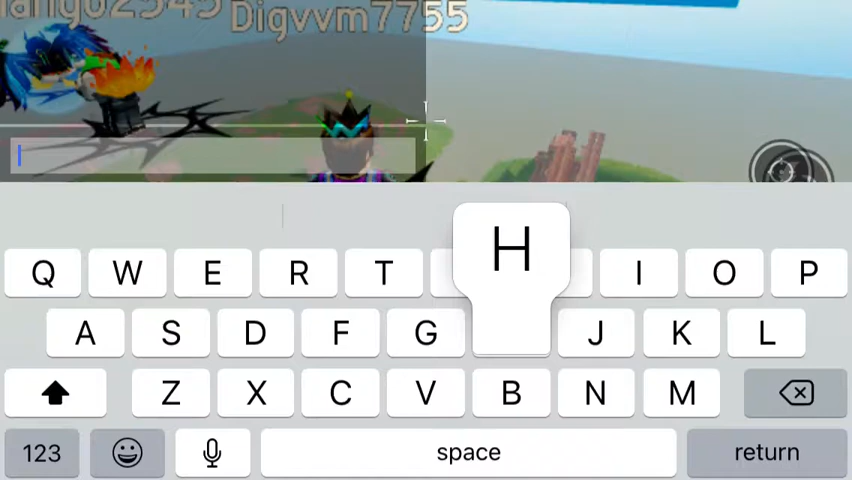 Digvvm7755
H
Q W E R T I O P
A S D F G J K L
Z X C V B N M
123 space return